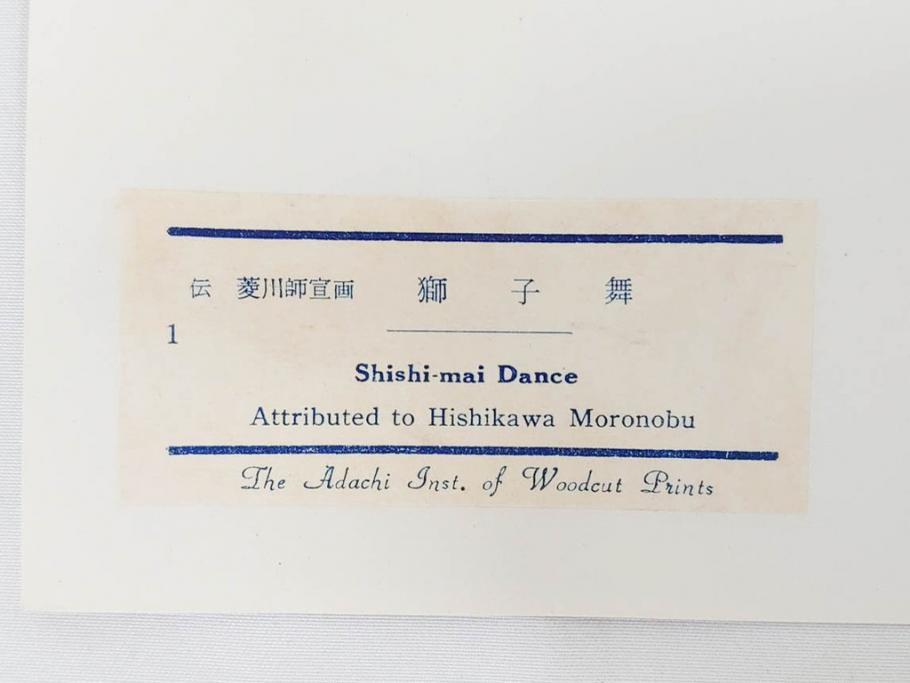 伝 菱川師宣画 獅子舞
1
Shishi-mai Dance
Attributed to Hishikawa Moronobu
The Adachi Inst. of Woodcut Prints